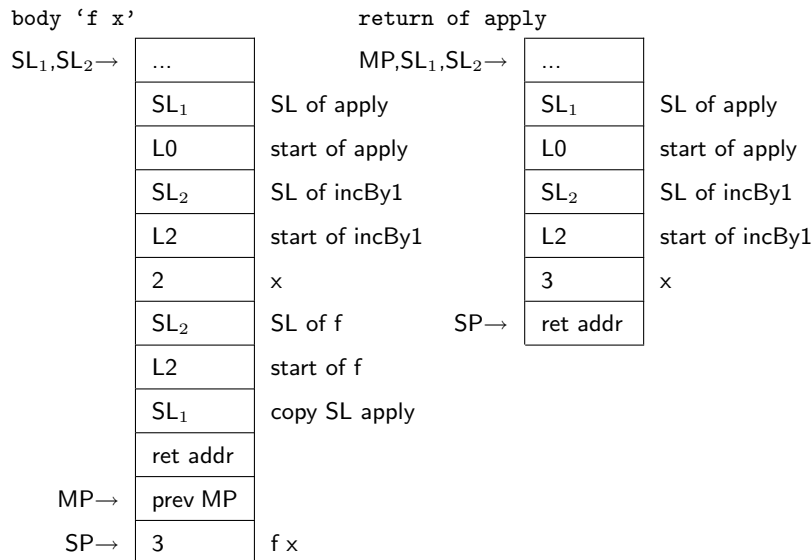 body ‘f x’
SL₁,SL₂→ ...
SL₁ SL of apply
L0 start of apply
SL₂ SL of incBy1
L2 start of incBy1
2 x
SL₂ SL of f
L2 start of f
SL₁ copy SL apply
ret addr
MP→ prev MP
SP→ 3 f x
return of apply
MP,SL₁,SL₂→ ...
SL₁ SL of apply
L0 start of apply
SL₂ SL of incBy1
L2 start of incBy1
3 x
SP→ ret addr